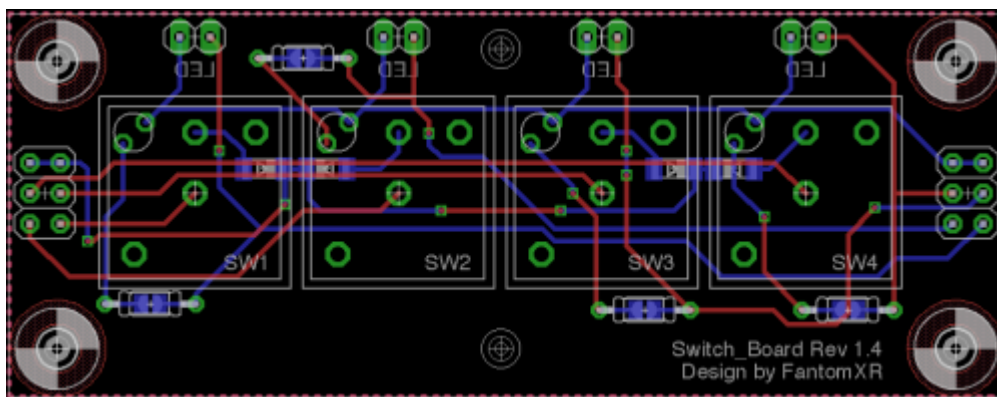 LED LED LED LED
SW1 SW2 SW3 SW4
Switch_Board Rev 1.4
Design by FantomXR